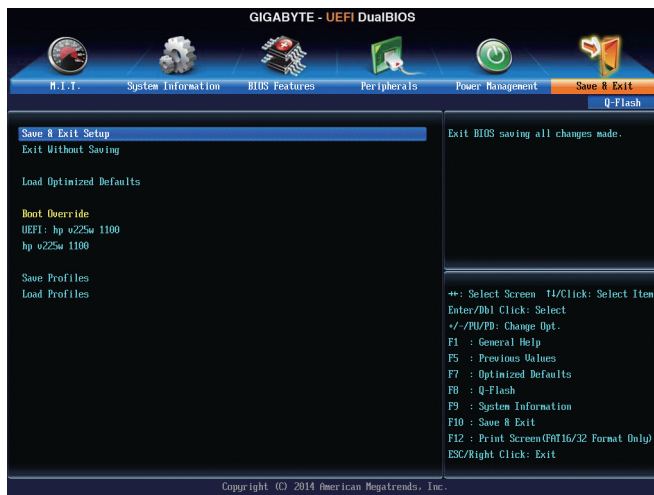 GIGABYTE - UEFI DualBIOS
M.I.T. System Information BIOS Features Peripherals Power Management Save & Exit
Q-Flash
Save & Exit Setup
Exit Without Saving
Load Optimized Defaults
Boot Override
UEFI: hp v225w 1100
hp v225w 1100
Save Profiles
Load Profiles
Exit BIOS saving all changes made.
→←: Select Screen ↑↓/Click: Select Item
Enter/Dbl Click: Select
+/-/PU/PD: Change Opt.
F1 : General Help
F5 : Previous Values
F7 : Optimized Defaults
F8 : Q-Flash
F9 : System Information
F10 : Save & Exit
F12 : Print Screen(FAT16/32 Format Only)
ESC/Right Click: Exit
Copyright (C) 2014 American Megatrends, Inc.